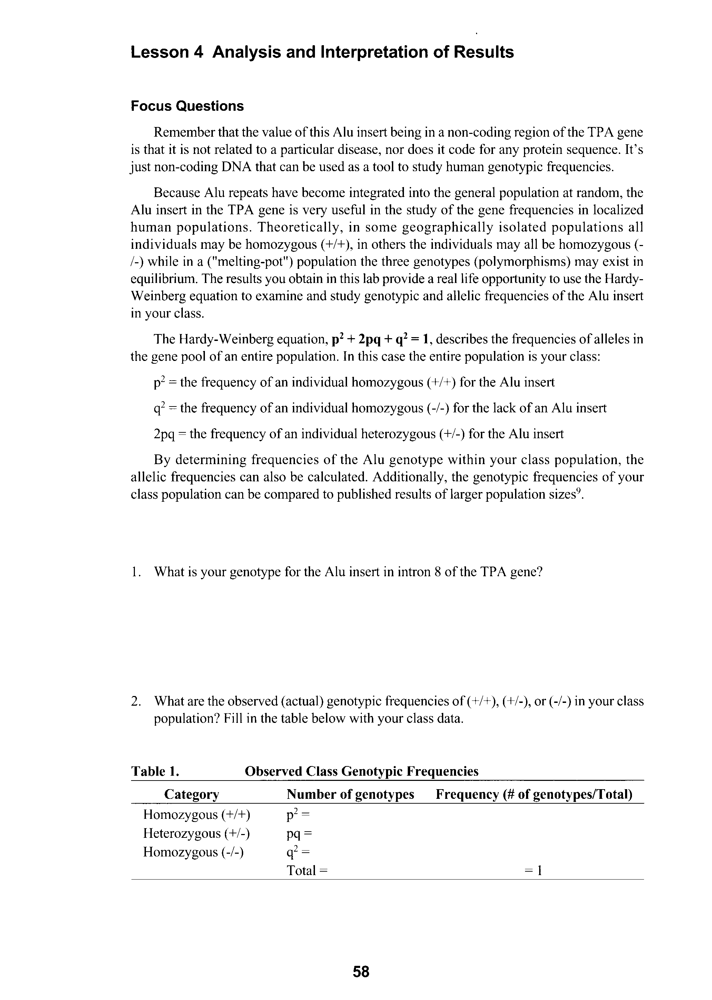 Lesson 4 Analysis and Interpretation of Results
Focus Questions
Remember that the value of this Alu insert being in a non-coding region of the TPA gene
is that it is not related to a particular disease, nor does it code for any protein sequence. It’s
just non-coding DNA that can be used as a tool to study human genotypic frequencies.
Because Alu repeats have become integrated into the general population at random, the
Alu insert in the TPA gene is very useful in the study of the gene frequencies in localized
human populations. Theoretically, in some geographically isolated populations all
individuals may be homozygous (+/+), in others the individuals may all be homozygous (-
/-) while in a ("melting-pot") population the three genotypes (polymorphisms) may exist in
equilibrium. The results you obtain in this lab provide a real life opportunity to use the Hardy-
Weinberg equation to examine and study genotypic and allelic frequencies of the Alu insert
in your class.
The Hardy-Weinberg equation, p² + 2pq + q² = 1, describes the frequencies of alleles in
the gene pool of an entire population. In this case the entire population is your class:
p² = the frequency of an individual homozygous (+/+) for the Alu insert
q² = the frequency of an individual homozygous (-/-) for the lack of an Alu insert
2pq = the frequency of an individual heterozygous (+/-) for the Alu insert
By determining frequencies of the Alu genotype within your class population, the
allelic frequencies can also be calculated. Additionally, the genotypic frequencies of your
class population can be compared to published results of larger population sizes⁹.
1. What is your genotype for the Alu insert in intron 8 of the TPA gene?
2. What are the observed (actual) genotypic frequencies of (+/+), (+/-), or (-/-) in your class
population? Fill in the table below with your class data.
Table 1. Observed Class Genotypic Frequencies
Category Number of genotypes Frequency (# of genotypes/Total)
Homozygous (+/+) p² =
Heterozygous (+/-) pq =
Homozygous (-/-) q² =
Total = = 1
58